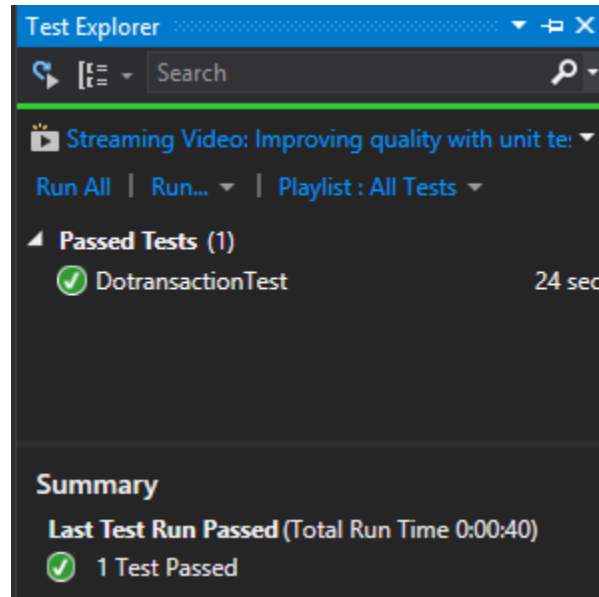 Test Explorer
Search
Streaming Video: Improving quality with unit
Run All | Run... | Playlist : All Tests
Passed Tests (1)
DotransactionTest 24 sec
Summary
Last Test Run Passed (Total Run Time 0:00:40)
1 Test Passed